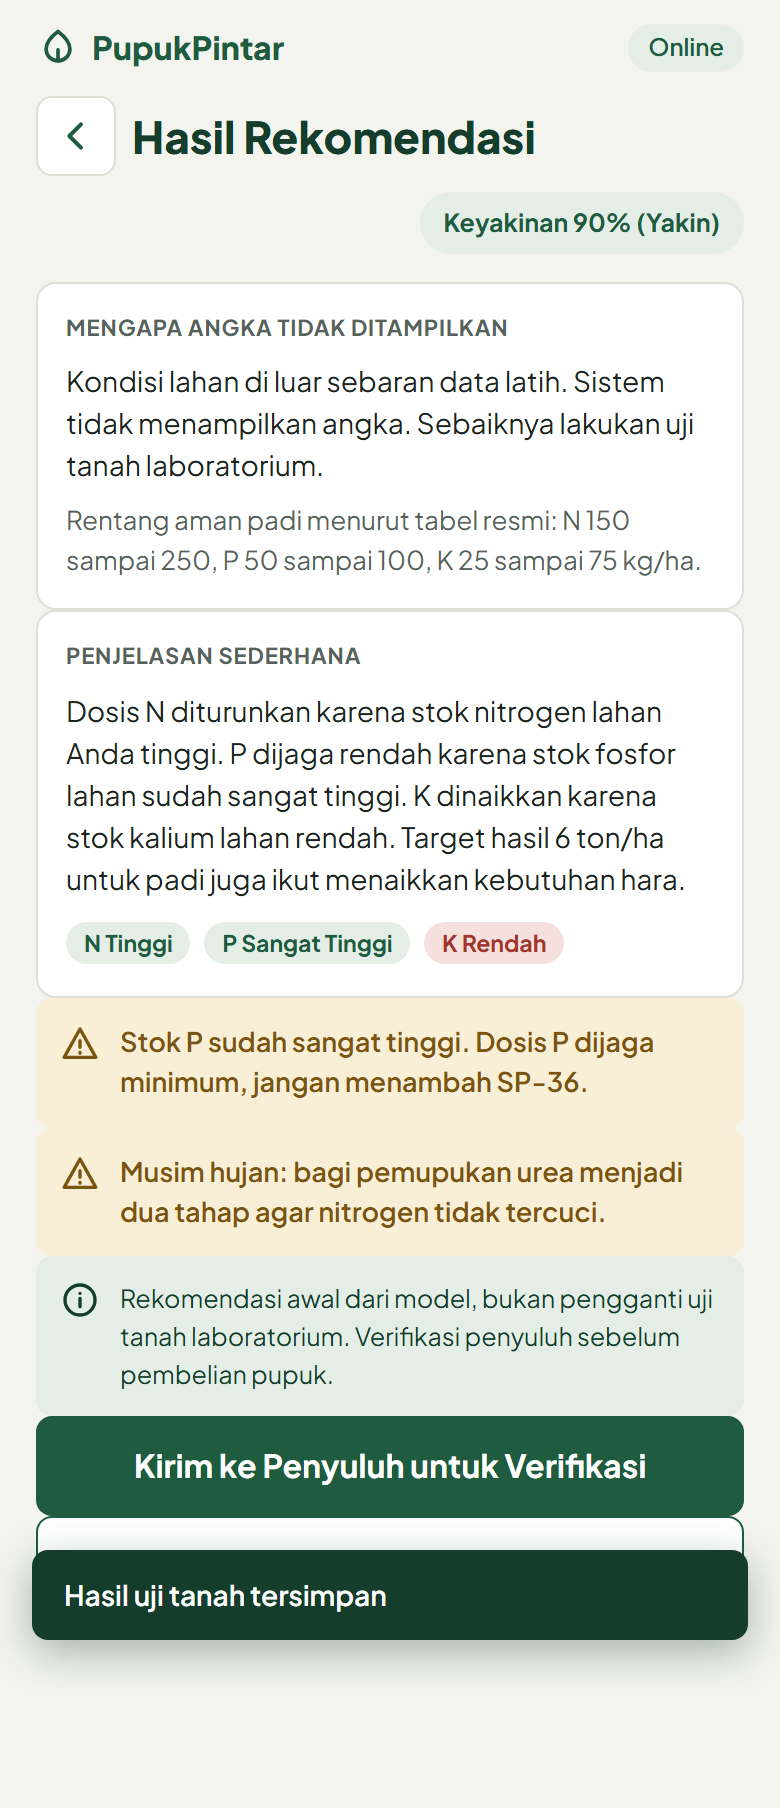 PupukPintar
Online
Hasil Rekomendasi
Keyakinan 90% (Yakin)
MENGAPA ANGKA TIDAK DITAMPILKAN
Kondisi lahan di luar sebaran data latih. Sistem
tidak menampilkan angka. Sebaiknya lakukan uji
tanah laboratorium.
Rentang aman padi menurut tabel resmi: N 150
sampai 250, P 50 sampai 100, K 25 sampai 75 kg/ha.
PENJELASAN SEDERHANA
Dosis N diturunkan karena stok nitrogen lahan
Anda tinggi. P dijaga rendah karena stok fosfor
lahan sudah sangat tinggi. K dinaikkan karena
stok kalium lahan rendah. Target hasil 6 ton/ha
untuk padi juga ikut menaikkan kebutuhan hara.
N Tinggi
P Sangat Tinggi
K Rendah
Stok P sudah sangat tinggi. Dosis P dijaga
minimum, jangan menambah SP-36.
Musim hujan: bagi pemupukan urea menjadi
dua tahap agar nitrogen tidak tercuci.
Rekomendasi awal dari model, bukan pengganti uji
tanah laboratorium. Verifikasi penyuluh sebelum
pembelian pupuk.
Kirim ke Penyuluh untuk Verifikasi
Hasil uji tanah tersimpan